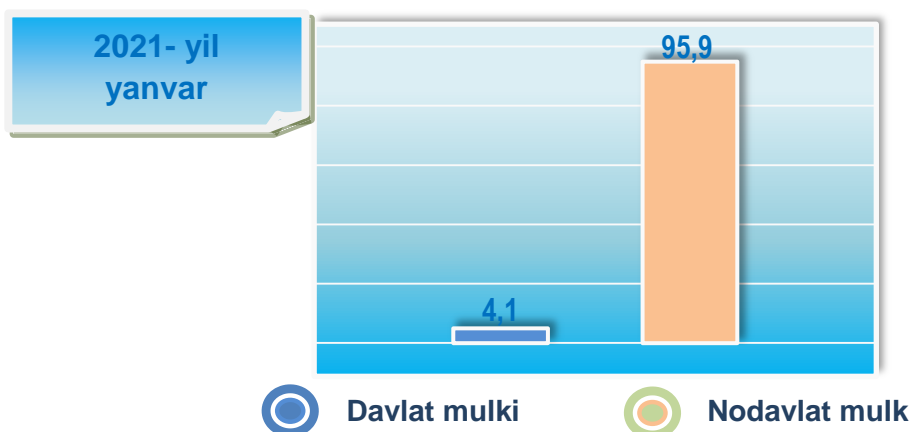 2021- yil
yanvar
95,9
4,1
Davlat mulki
Nodavlat mulk